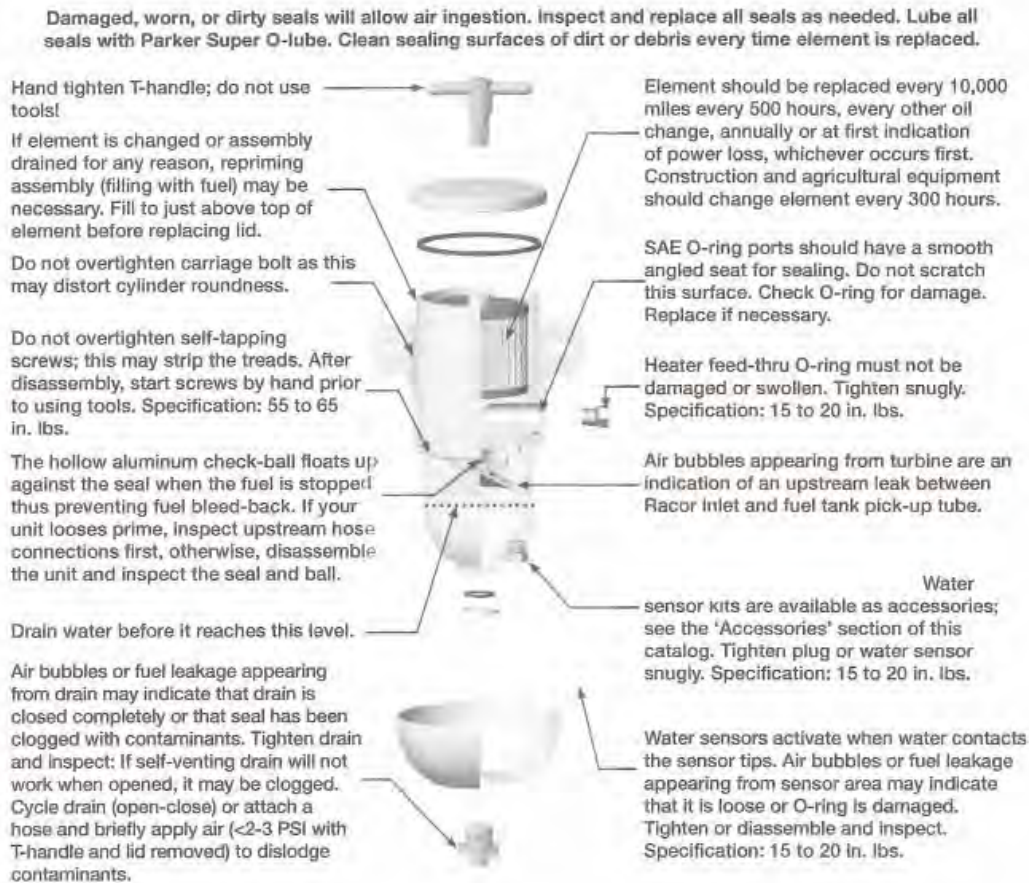 Damaged, worn, or dirty seals will allow air ingestion. Inspect and replace all seals as needed. Lube all
seals with Parker Super O-lube. Clean sealing surfaces of dirt or debris every time element is replaced.
Hand tighten T-handle; do not use
tools!
If element is changed or assembly
drained for any reason, repriming
assembly (filling with fuel) may be
necessary. Fill to just above top of
element before replacing lid.
Do not overtighten carriage bolt as this
may distort cylinder roundness.
Do not overtighten self-tapping
screws; this may strip the treads. After
disassembly, start screws by hand prior
to using tools. Specification: 55 to 65
in. lbs.
The hollow aluminum check-ball floats up
against the seal when the fuel is stopped
thus preventing fuel bleed-back. If your
unit looses prime, inspect upstream hose
connections first, otherwise, disassemble
the unit and inspect the seal and ball.
Drain water before it reaches this level.
Air bubbles or fuel leakage appearing
from drain may indicate that drain is
closed completely or that seal has been
clogged with contaminants. Tighten drain
and inspect: If self-venting drain will not
work when opened, it may be clogged.
Cycle drain (open-close) or attach a
hose and briefly apply air (<2-3 PSI with
T-handle and lid removed) to dislodge
contaminants.
Element should be replaced every 10,000
miles every 500 hours, every other oil
change, annually or at first indication
of power loss, whichever occurs first.
Construction and agricultural equipment
should change element every 300 hours.
SAE O-ring ports should have a smooth
angled seat for sealing. Do not scratch
this surface. Check O-ring for damage.
Replace if necessary.
Heater feed-thru O-ring must not be
damaged or swollen. Tighten snugly.
Specification: 15 to 20 in. lbs.
Air bubbles appearing from turbine are an
indication of an upstream leak between
Racor inlet and fuel tank pick-up tube.
Water
sensor kits are available as accessories;
see the 'Accessories' section of this
catalog. Tighten plug or water sensor
snugly. Specification: 15 to 20 in. lbs.
Water sensors activate when water contacts
the sensor tips. Air bubbles or fuel leakage
appearing from sensor area may indicate
that it is loose or O-ring is damaged.
Tighten or diassemble and inspect.
Specification: 15 to 20 in. lbs.